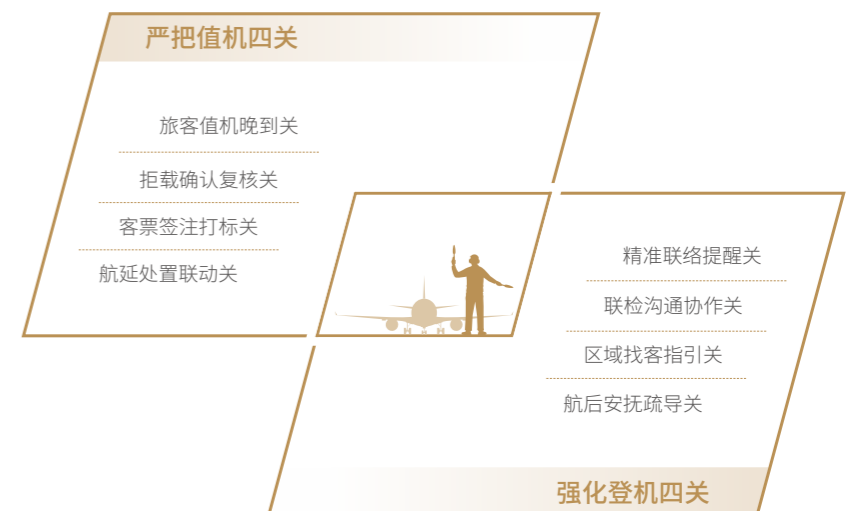 严把值机四关
旅客值机晚到关
拒载确认复核关
客票签注打标关
航延处置联动关
精准联络提醒关
联检沟通协作关
区域找客指引关
航后安抚疏导关
强化登机四关